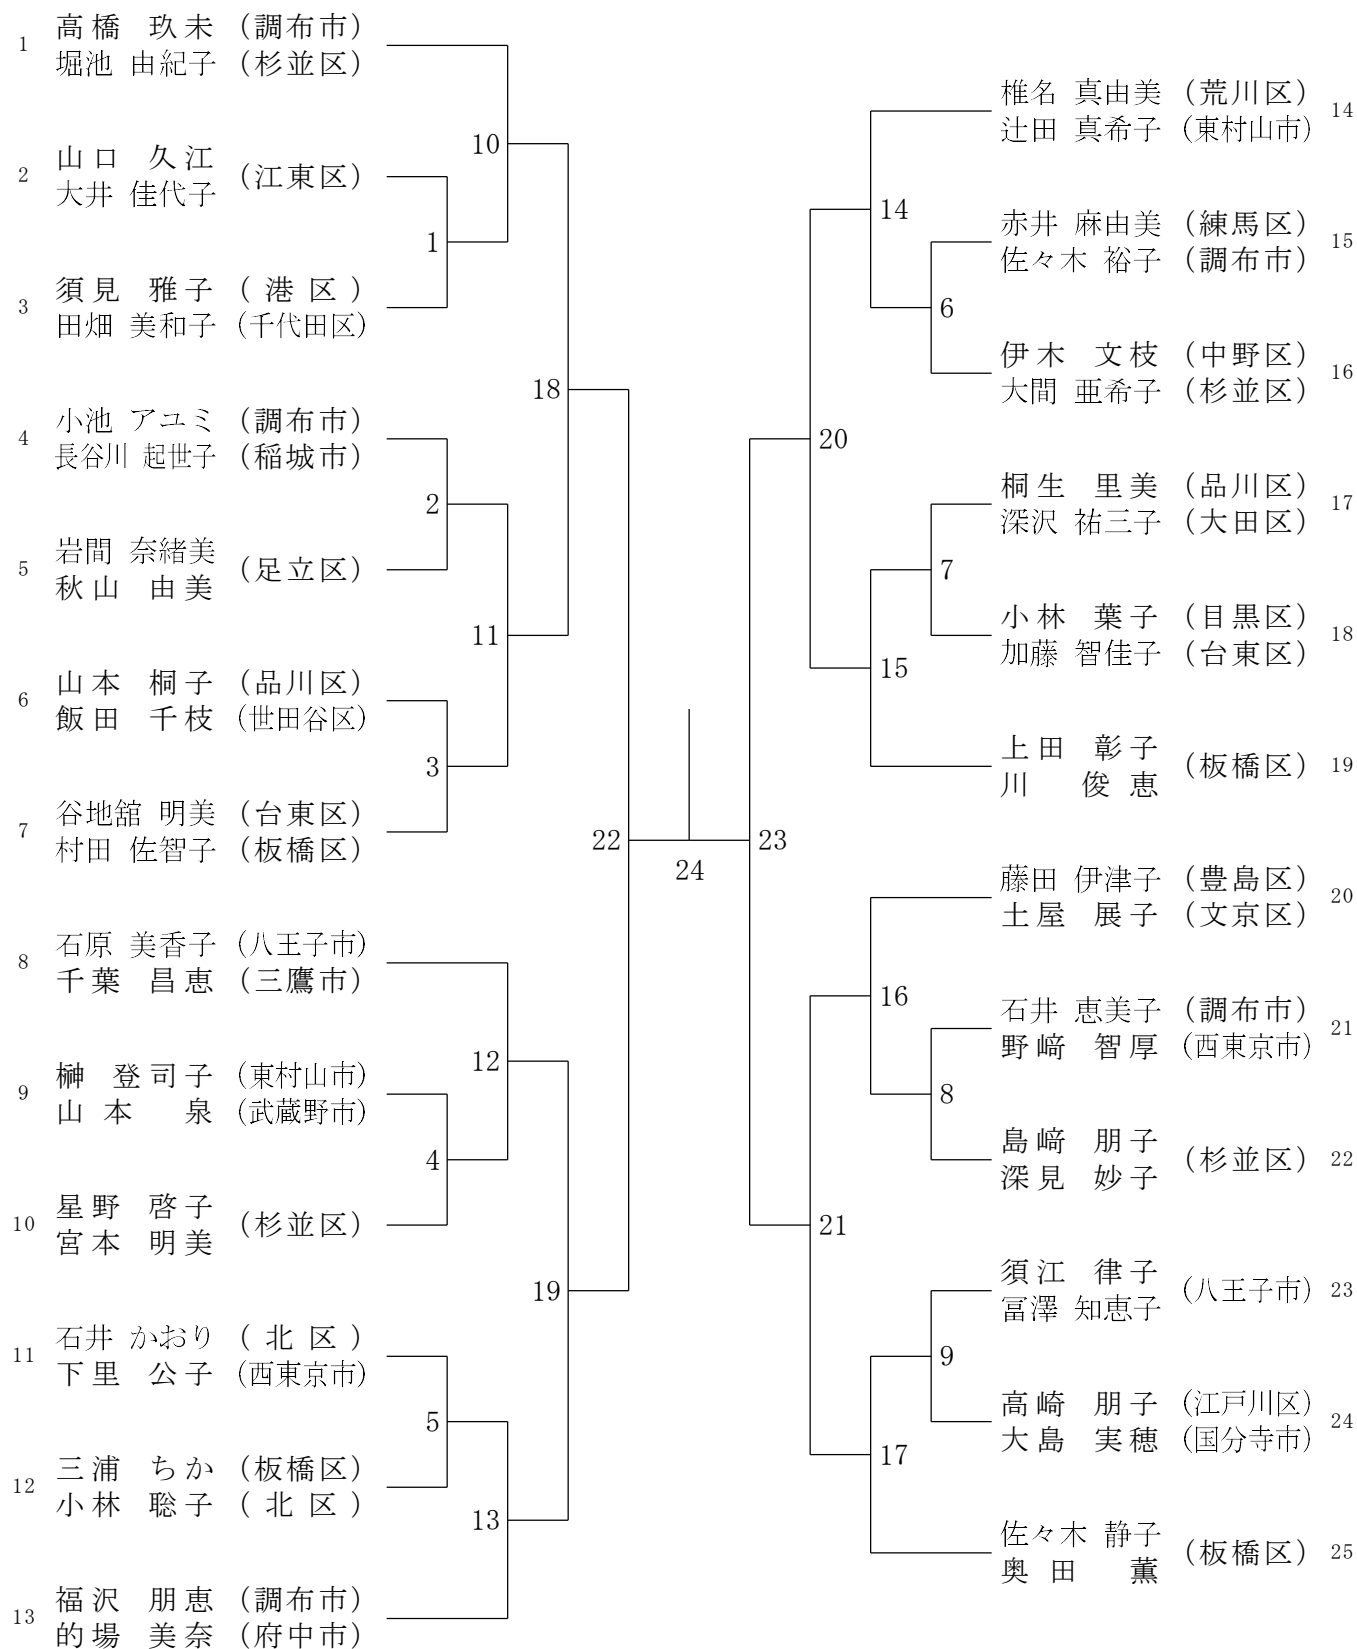 1 高橋 玖未 (調布市)
堀池 由紀子 (杉並区)
2 山口 久江
大井 佳代子 (江東区)
3 須見 雅子 (港区)
田畑 美和子 (千代田区)
4 小池 アユミ (調布市)
長谷川 起世子 (稲城市)
5 岩間 奈緒美
秋山 由美 (足立区)
6 山本 桐子 (品川区)
飯田 千枝 (世田谷区)
7 谷地舘 明美 (台東区)
村田 佐智子 (板橋区)
8 石原 美香子 (八王子市)
千葉 昌恵 (三鷹市)
9 榊 登司子 (東村山市)
山本 泉 (武蔵野市)
10 星野 啓子
宮本 明美 (杉並区)
11 石井 かおり (北区)
下里 公子 (西東京市)
12 三浦 ちか (板橋区)
小林 聡子 (北区)
13 福沢 朋恵 (調布市)
的場 美奈 (府中市)
10
1
18
2
11
3
22
12
4
19
5
13
24
23
14
6
20
7
15
16
8
21
9
17
椎名 真由美 (荒川区) 14
辻田 真希子 (東村山市)
赤井 麻由美 (練馬区) 15
佐々木 裕子 (調布市)
伊木 文枝 (中野区) 16
大間 亜希子 (杉並区)
桐生 里美 (品川区) 17
深沢 祐三子 (大田区)
小林 葉子 (目黒区) 18
加藤 智佳子 (台東区)
上田 彰子
川 俊恵 (板橋区) 19
藤田 伊津子 (豊島区) 20
土屋 展子 (文京区)
石井 恵美子 (調布市) 21
野﨑 智厚 (西東京市)
島﨑 朋子
深見 妙子 (杉並区) 22
須江 律子
冨澤 知恵子 (八王子市) 23
高崎 朋子 (江戸川区) 24
大島 実穂 (国分寺市)
佐々木 静子
奥田 薫 (板橋区) 25